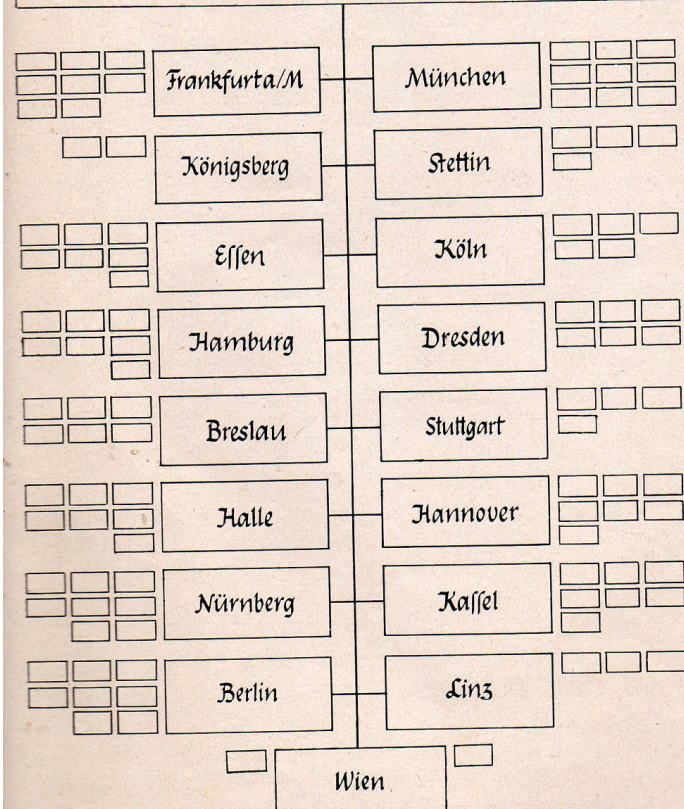 Frankfurt a/M
München
Königsberg
Stettin
Eſſen
Köln
Hamburg
Dresden
Breslau
Stuttgart
Halle
Hannover
Nürnberg
Kaſſel
Berlin
Linz
Wien